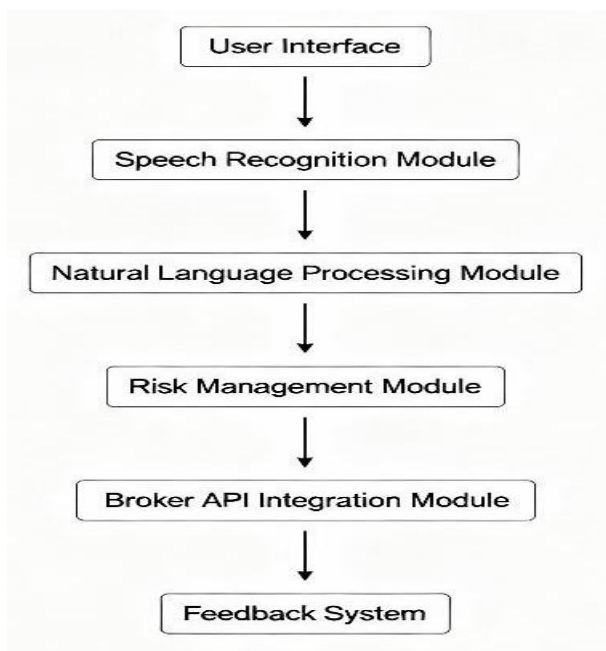 User Interface
Speech Recognition Module
Natural Language Processing Module
Risk Management Module
Broker API Integration Module
Feedback System